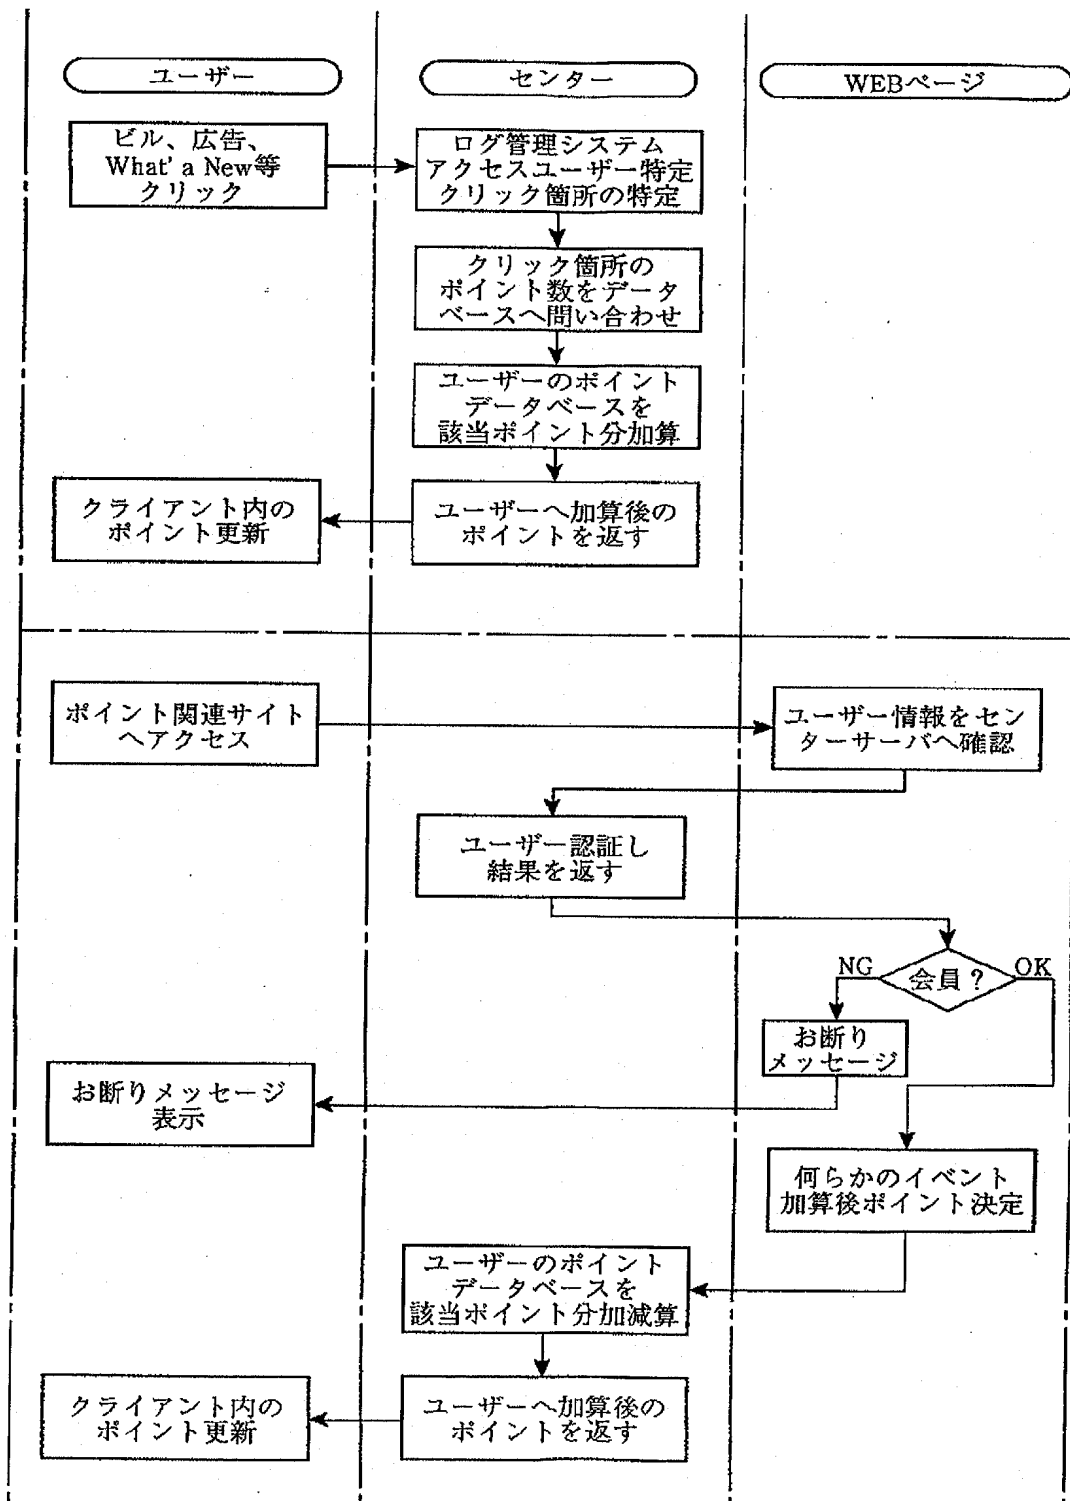 ユーザー
センター
WEBページ
ビル、広告、
What' a New等
クリック
ログ管理システム
アクセスユーザー特定
クリック箇所の特定
クリック箇所の
ポイント数をデータ
ベースへ問い合わせ
ユーザーのポイント
データベースを
該当ポイント分加算
クライアント内の
ポイント更新
ユーザーへ加算後の
ポイントを返す
ポイント関連サイト
へアクセス
ユーザー情報をセン
ターサーバへ確認
ユーザー認証し
結果を返す
NG
会員？
OK
お断り
メッセージ
お断りメッセージ
表示
何らかのイベント
加算後ポイント決定
ユーザーのポイント
データベースを
該当ポイント分加減算
クライアント内の
ポイント更新
ユーザーへ加算後の
ポイントを返す